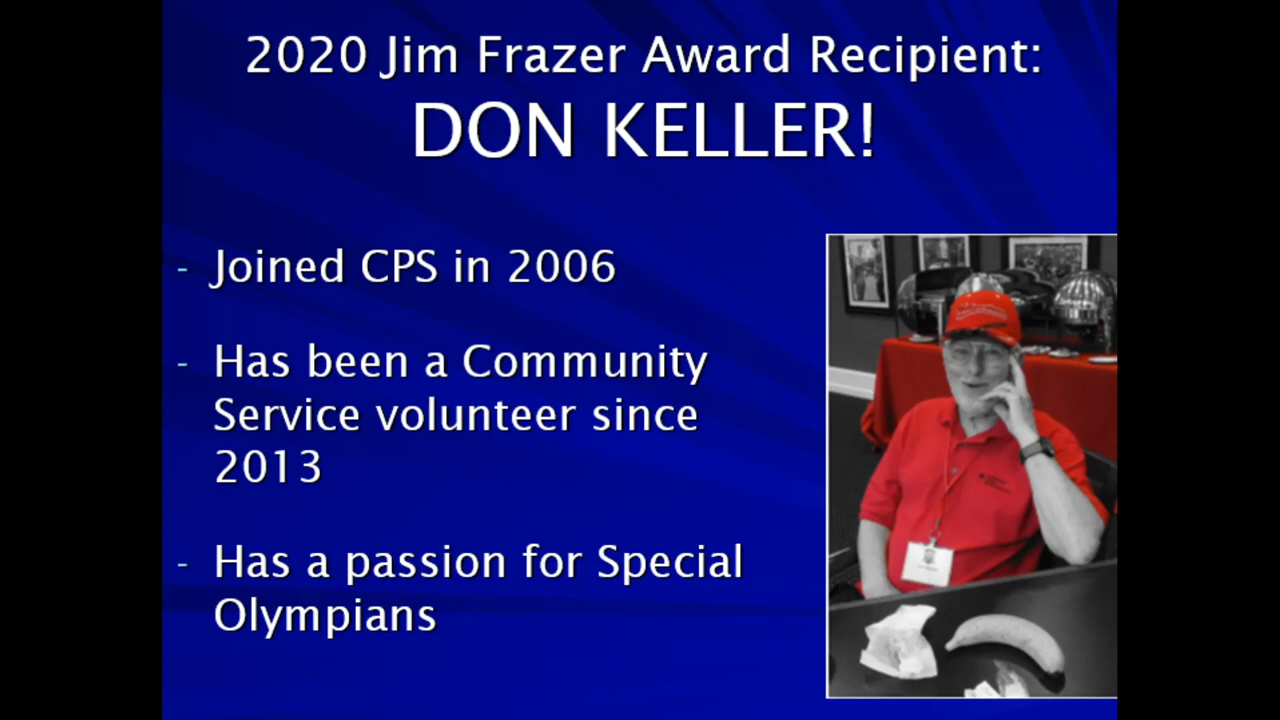 2020 Jim Frazer Award Recipient:
DON KELLER!
- Joined CPS in 2006
- Has been a Community
Service volunteer since
2013
- Has a passion for Special
Olympians